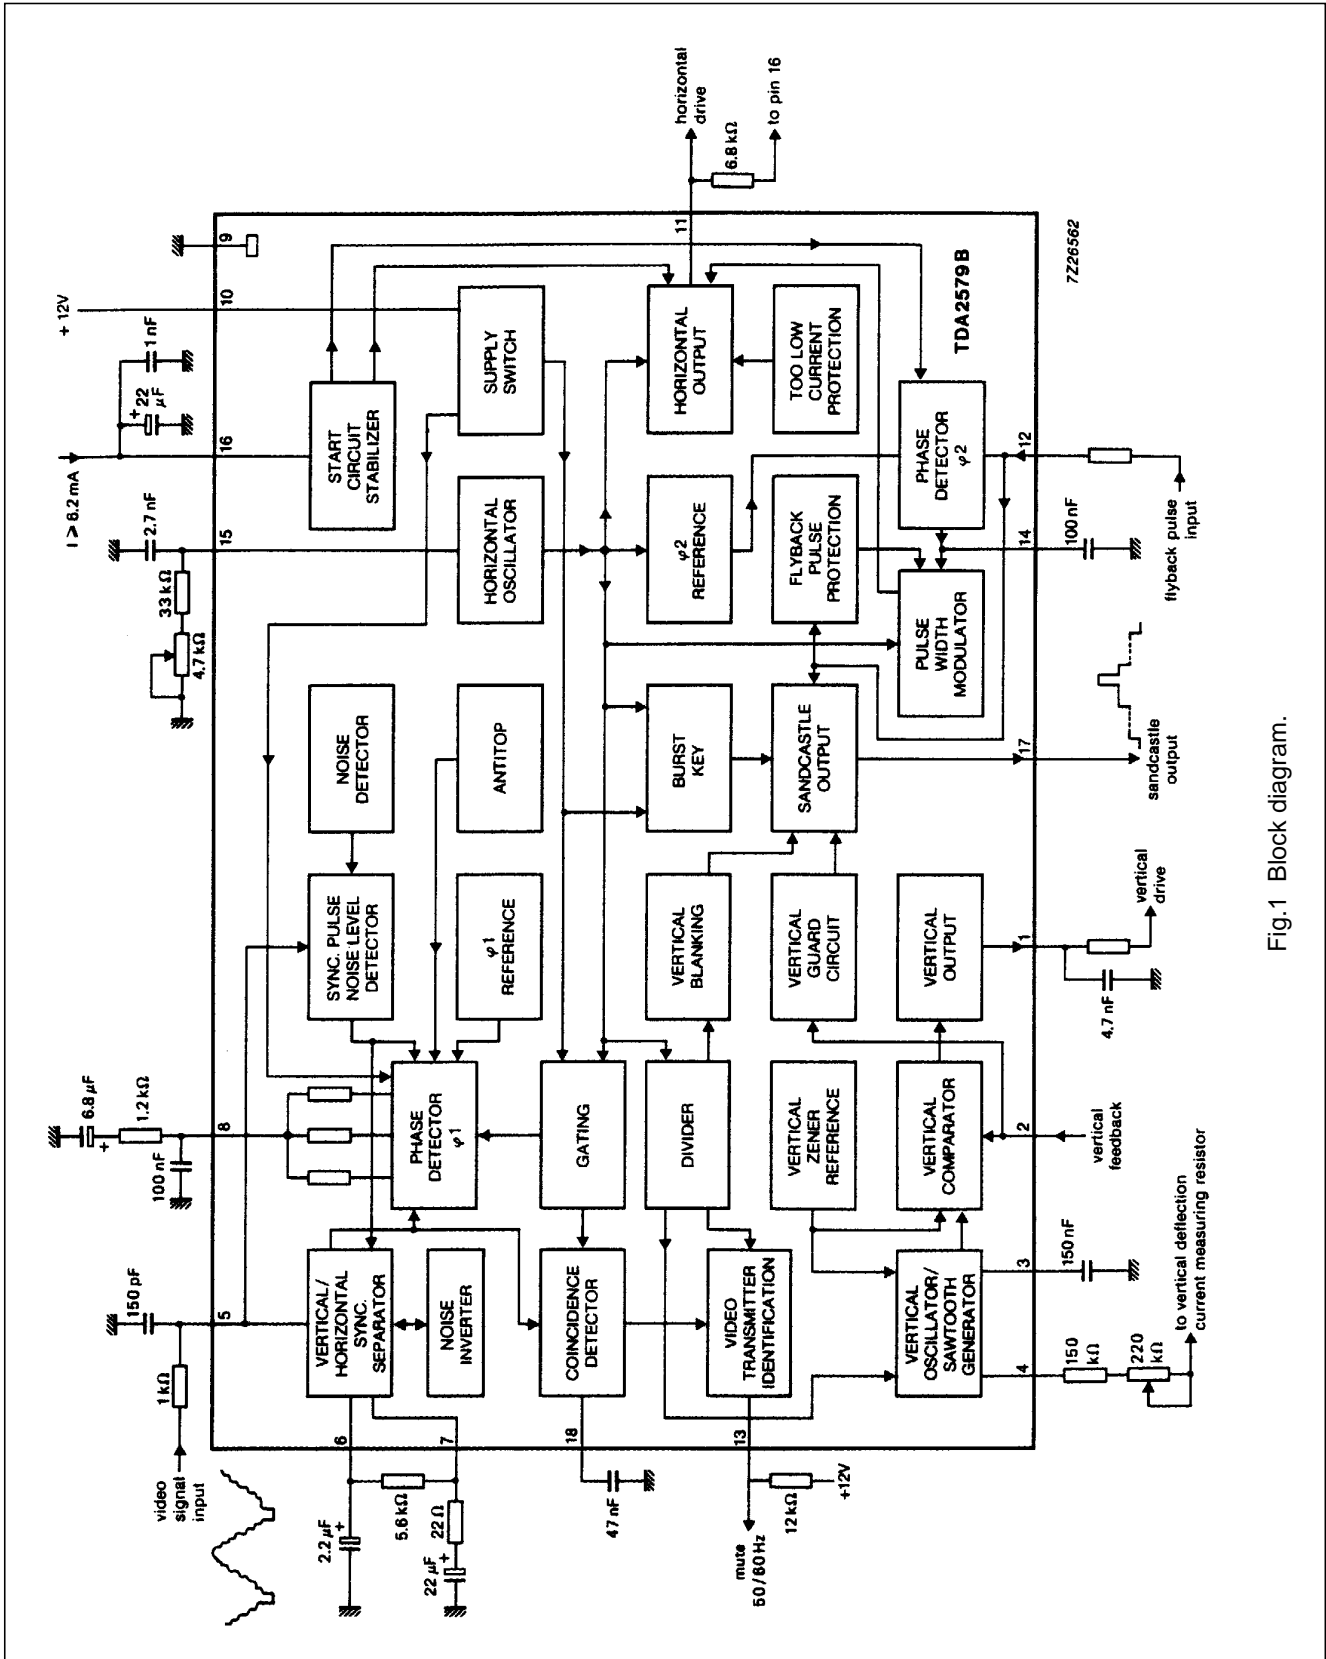 video
signal
input
1 kΩ
150 pF
5
100 nF
1.2 kΩ
6.8 μF
+
8
4.7 kΩ
33 kΩ
2.7 nF
15
I ⩾ 6.2 mA
16
+ 22
μF
1 nF
+ 12V
10
9
2.2 μF
+
6
5.6 kΩ
7
22 μF
+
22 Ω
47 nF
18
mute
50/60 Hz
12 kΩ
+12V
13
VERTICAL/
HORIZONTAL
SYNC.
SEPARATOR
NOISE
INVERTER
COINCIDENCE
DETECTOR
VIDEO
TRANSMITTER
IDENTIFICATION
VERTICAL
OSCILLATOR/
SAWTOOTH
GENERATOR
PHASE
DETECTOR
φ1
GATING
DIVIDER
VERTICAL
ZENER
REFERENCE
VERTICAL
COMPARATOR
SYNC. PULSE
NOISE LEVEL
DETECTOR
φ1
REFERENCE
VERTICAL
BLANKING
VERTICAL
GUARD
CIRCUIT
VERTICAL
OUTPUT
NOISE
DETECTOR
ANTITOP
BURST
KEY
SANDCASTLE
OUTPUT
START
CIRCUIT
STABILIZER
HORIZONTAL
OSCILLATOR
φ2
REFERENCE
FLYBACK
PULSE
PROTECTION
PULSE
WIDTH
MODULATOR
SUPPLY
SWITCH
HORIZONTAL
OUTPUT
TOO LOW
CURRENT
PROTECTION
PHASE
DETECTOR
φ2
TDA2579B
11
horizontal
drive
6.8 kΩ
to pin 16
4
150
kΩ
220
kΩ
to vertical deflection
current measuring resistor
3
150 nF
2
vertical
feedback
1
4.7 nF
vertical
drive
17
sandcastle
output
14
100 nF
12
flyback pulse
input
7Z26562
Fig.1 Block diagram.